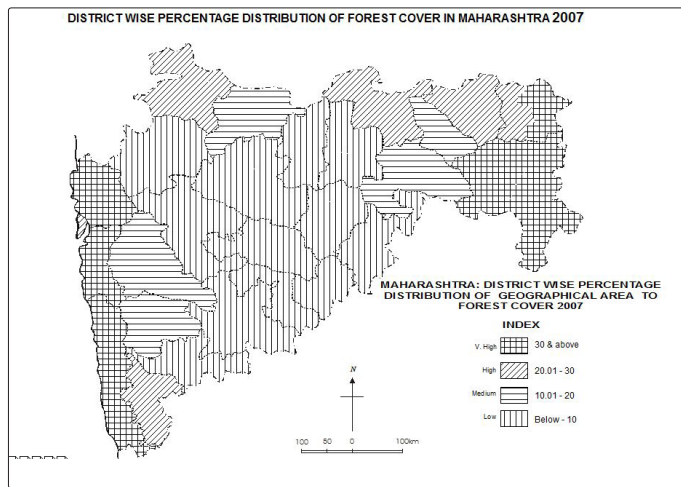 DISTRICT WISE PERCENTAGE DISTRIBUTION OF FOREST COVER IN MAHARASHTRA 2007
MAHARASHTRA: DISTRICT WISE PERCENTAGE
DISTRIBUTION OF GEOGRAPHICAL AREA TO
FOREST COVER 2007
INDEX
V. High 30 & above
High 20.01 - 30
Medium 10.01 - 20
Low Below - 10
N
100 50 0 100km